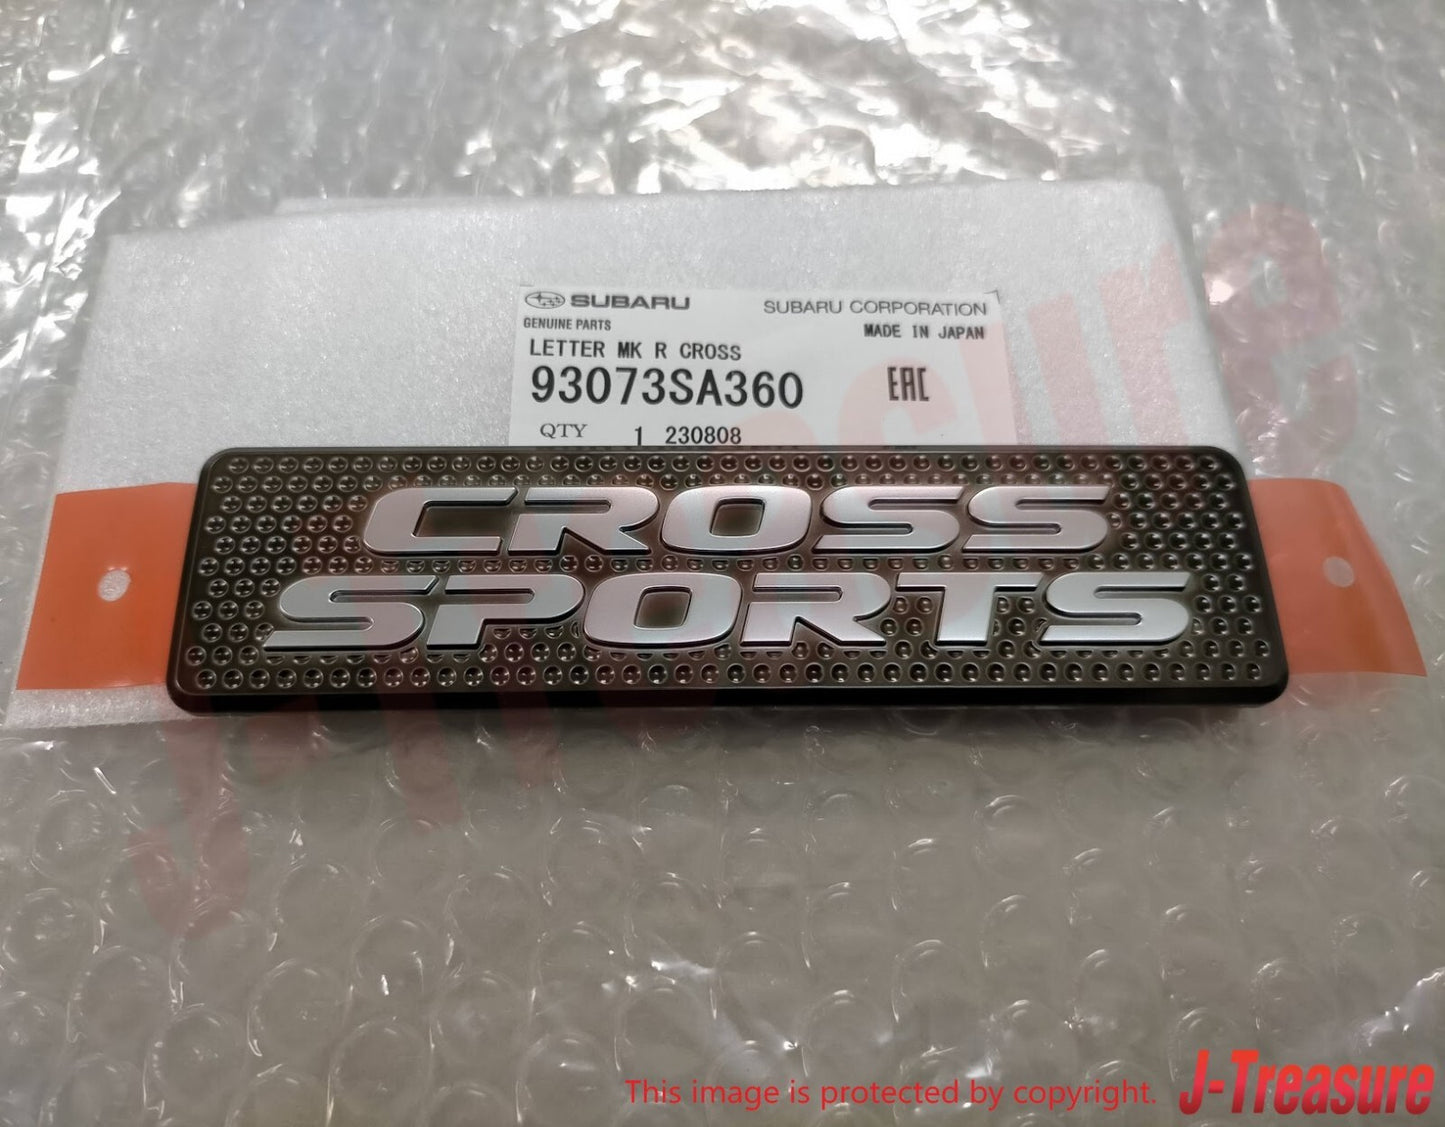 SUBARU SUBARU CORPORATION
GENUINE PARTS MADE IN JAPAN
LETTER MK R CROSS
93073SA360 EAC
QTY 1 230808
CROSS
SPORTS
J-Treasure
This image is protected by copyright. J-Treasure